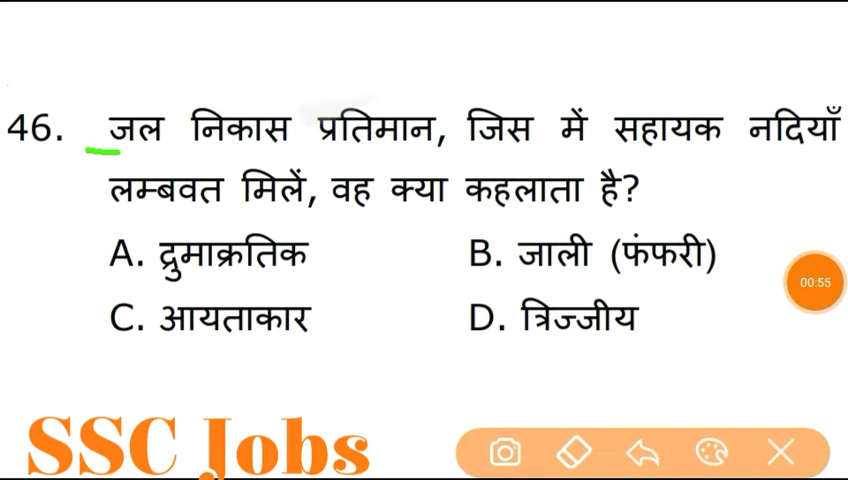 46. जल निकास प्रतिमान, जिस में सहायक नदियाँ
लम्बवत मिलें, वह क्या कहलाता है?
A. द्रुमाक्रतिक B. जाली (फंफरी)
C. आयताकार D. त्रिज्जीय
00:55
SSC Jobs